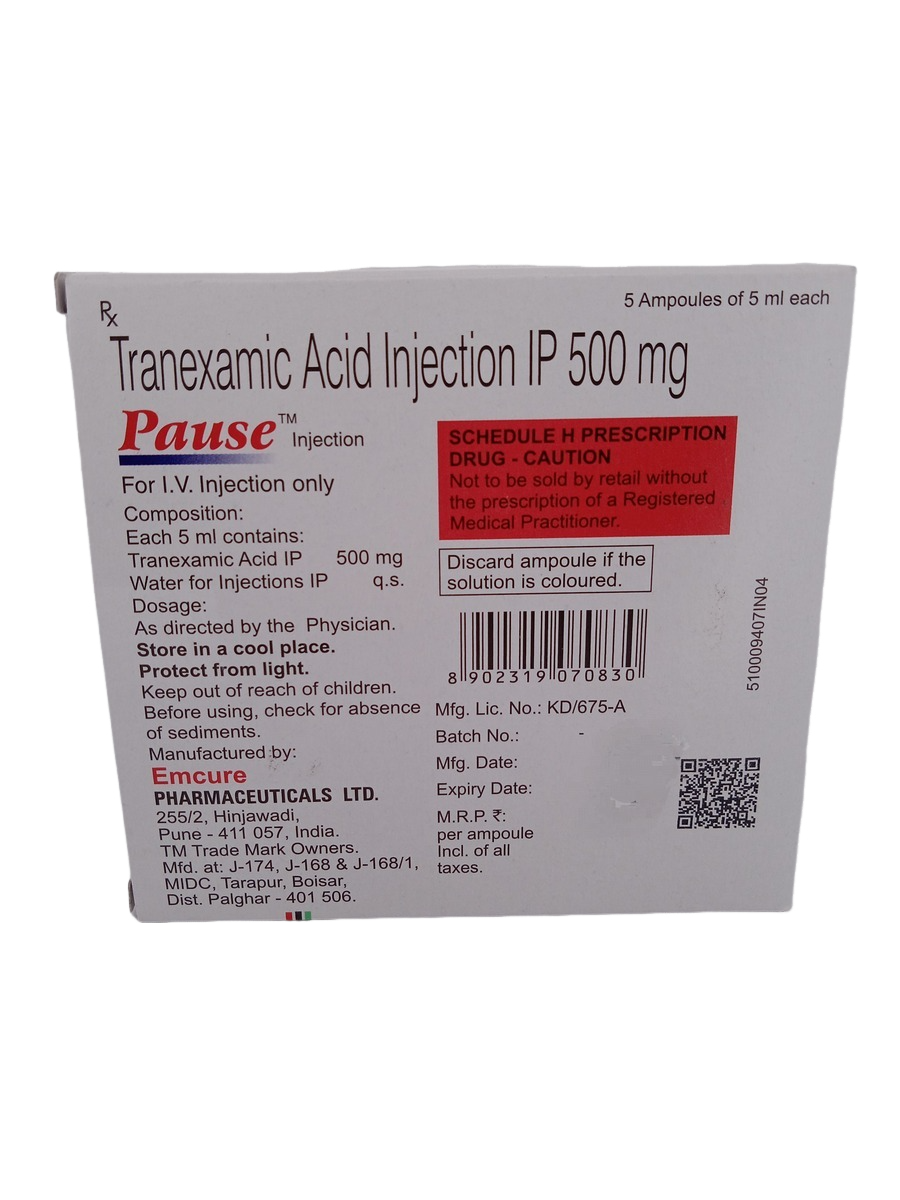 Rx
5 Ampoules of 5 ml each
Tranexamic Acid Injection IP 500 mg
Pause™ Injection
For I.V. Injection only
Composition:
Each 5 ml contains:
Tranexamic Acid IP 500 mg
Water for Injections IP q.s.
Dosage:
As directed by the Physician.
Store in a cool place.
Protect from light.
Keep out of reach of children.
Before using, check for absence
of sediments.
Manufactured by:
Emcure
PHARMACEUTICALS LTD.
255/2, Hinjawadi,
Pune - 411 057, India.
TM Trade Mark Owners.
Mfd. at: J-174, J-168 & J-168/1,
MIDC, Tarapur, Boisar,
Dist. Palghar - 401 506.
SCHEDULE H PRESCRIPTION
DRUG - CAUTION
Not to be sold by retail without
the prescription of a Registered
Medical Practitioner.
Discard ampoule if the
solution is coloured.
8 902319 070830
Mfg. Lic. No.: KD/675-A
Batch No.: -
Mfg. Date:
Expiry Date:
M.R.P. ₹:
per ampoule
Incl. of all
taxes.
510009407IN04